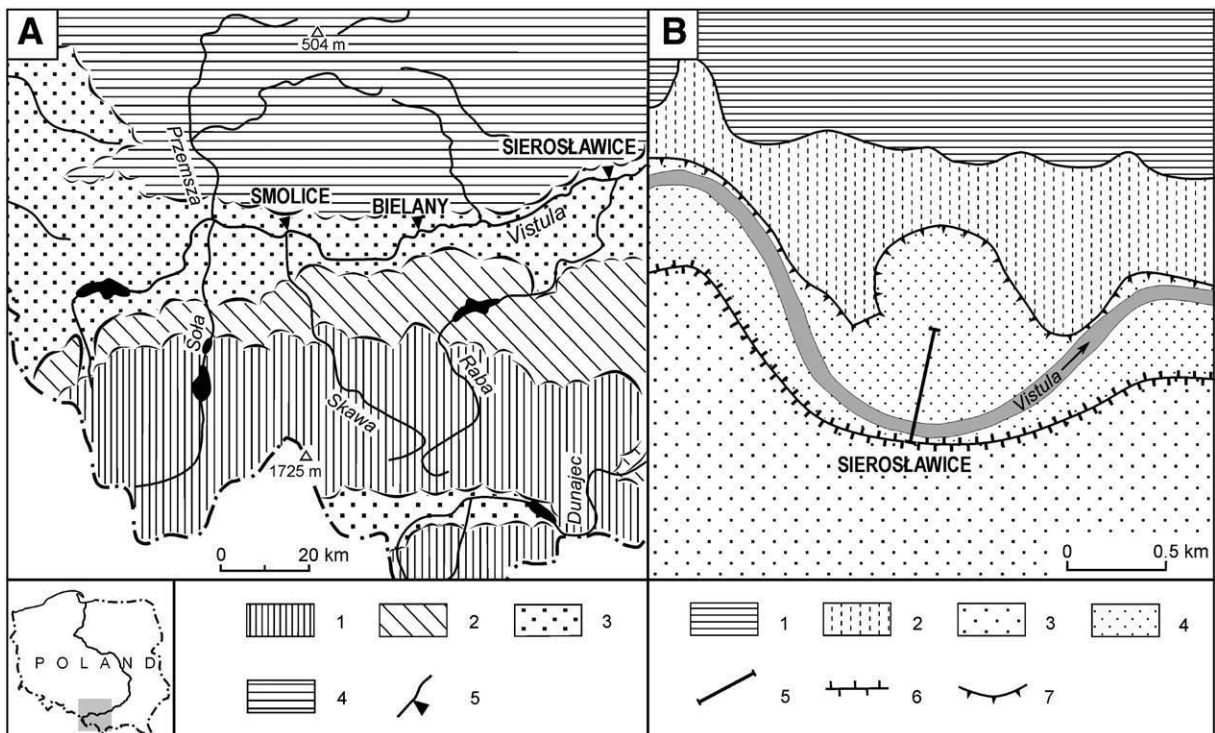 A
504 m
Przemsza
SIEROSŁAWICE
SMOLICE
BIELANY
Vistula
Soła
Raba
Skawa
1725 m
Dunajec
0 20 km
B
Vistula
SIEROSŁAWICE
0 0.5 km
POLAND
1 2 3
4 5
1 2 3 4
5 6 7